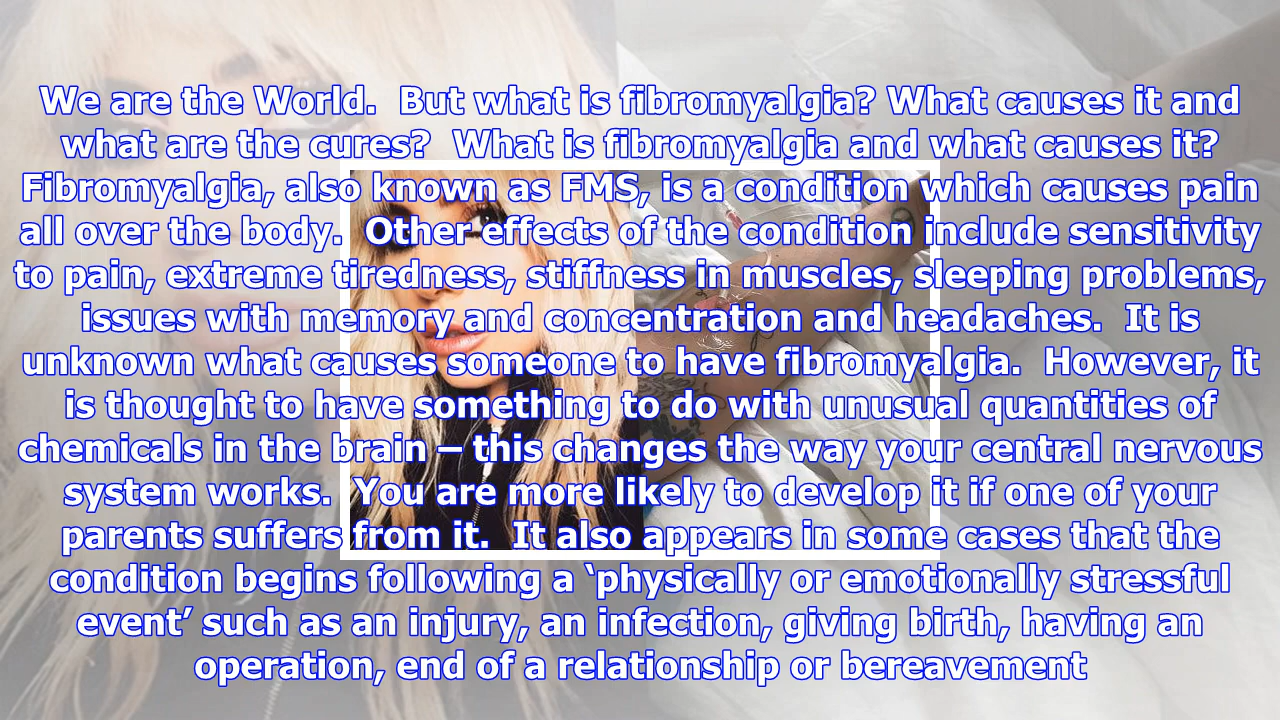 We are the World.  But what is fibromyalgia? What causes it and
what are the cures?  What is fibromyalgia and what causes it?
Fibromyalgia, also known as FMS, is a condition which causes pain
all over the body.  Other effects of the condition include sensitivity
to pain, extreme tiredness, stiffness in muscles, sleeping problems,
issues with memory and concentration and headaches.  It is
unknown what causes someone to have fibromyalgia.  However, it
is thought to have something to do with unusual quantities of
chemicals in the brain – this changes the way your central nervous
system works.  You are more likely to develop it if one of your
parents suffers from it.  It also appears in some cases that the
condition begins following a ‘physically or emotionally stressful
event’ such as an injury, an infection, giving birth, having an
operation, end of a relationship or bereavement